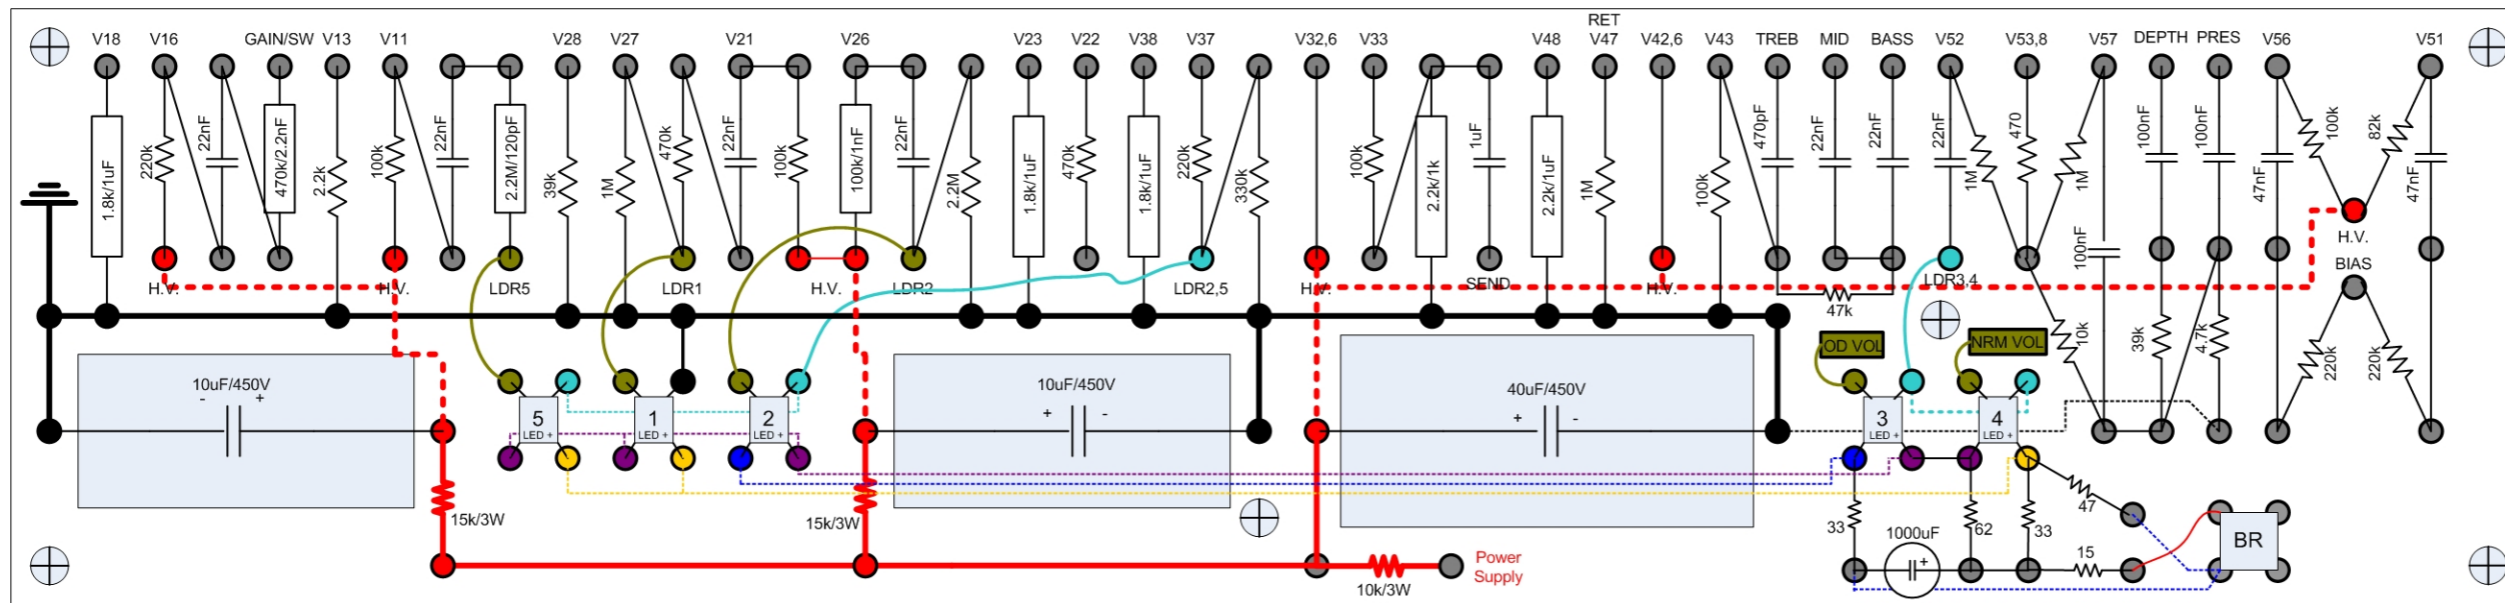 RET
V18 V16 GAIN/SW V13 V11 V28 V27 V21 V26 V23 V22 V38 V37 V32,6 V33 V48 V47 V42,6 V43 TREB MID BASS V52 V53,8 V57 DEPTH PRES V56 V51
1.8k/1uF
220k
22nF
470k/2.2nF
2.2k
100k
22nF
2.2M/120pF
39k
1M
470k
22nF
100k
100k/1nF
22nF
2.2M
1.8k/1uF
470k
1.8k/1uF
220k
330k
100k
2.2k/1k
1uF
2.2k/1uF
1M
100k
470pF
22nF
22nF
22nF
1M
470
1M
100nF
100nF
100nF
47nF
100k
82k
47nF
H.V.
BIAS
H.V. H.V. LDR5 LDR1 H.V. LDR2 LDR2,5 H.V. SEND H.V. LDR3,4
47k
10k
39k
4.7k
220k
220k
OD VOL
NRM VOL
10uF/450V
- +
5
LED +
1
LED +
2
LED +
10uF/450V
+ -
40uF/450V
+ -
3
LED +
4
LED +
15k/3W
15k/3W
47
33
62
33
1000uF
+
15
BR
10k/3W
Power
Supply